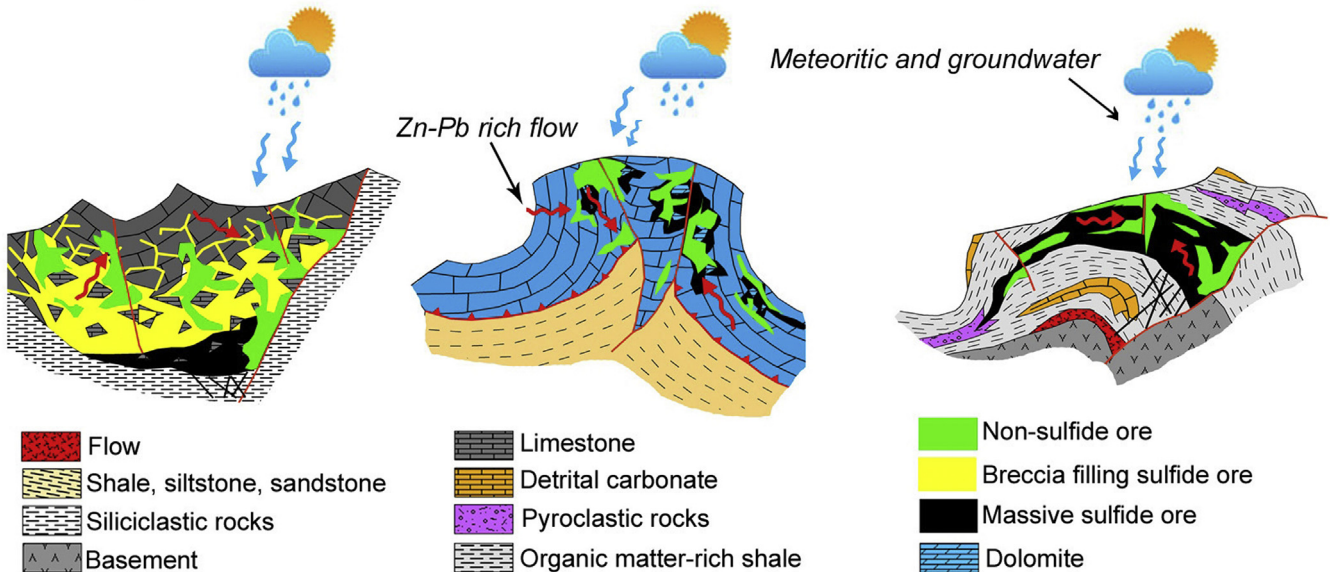 Meteoritic and groundwater
Zn-Pb rich flow
Flow
Shale, siltstone, sandstone
Siliciclastic rocks
Basement
Limestone
Detrital carbonate
Pyroclastic rocks
Organic matter-rich shale
Non-sulfide ore
Breccia filling sulfide ore
Massive sulfide ore
Dolomite